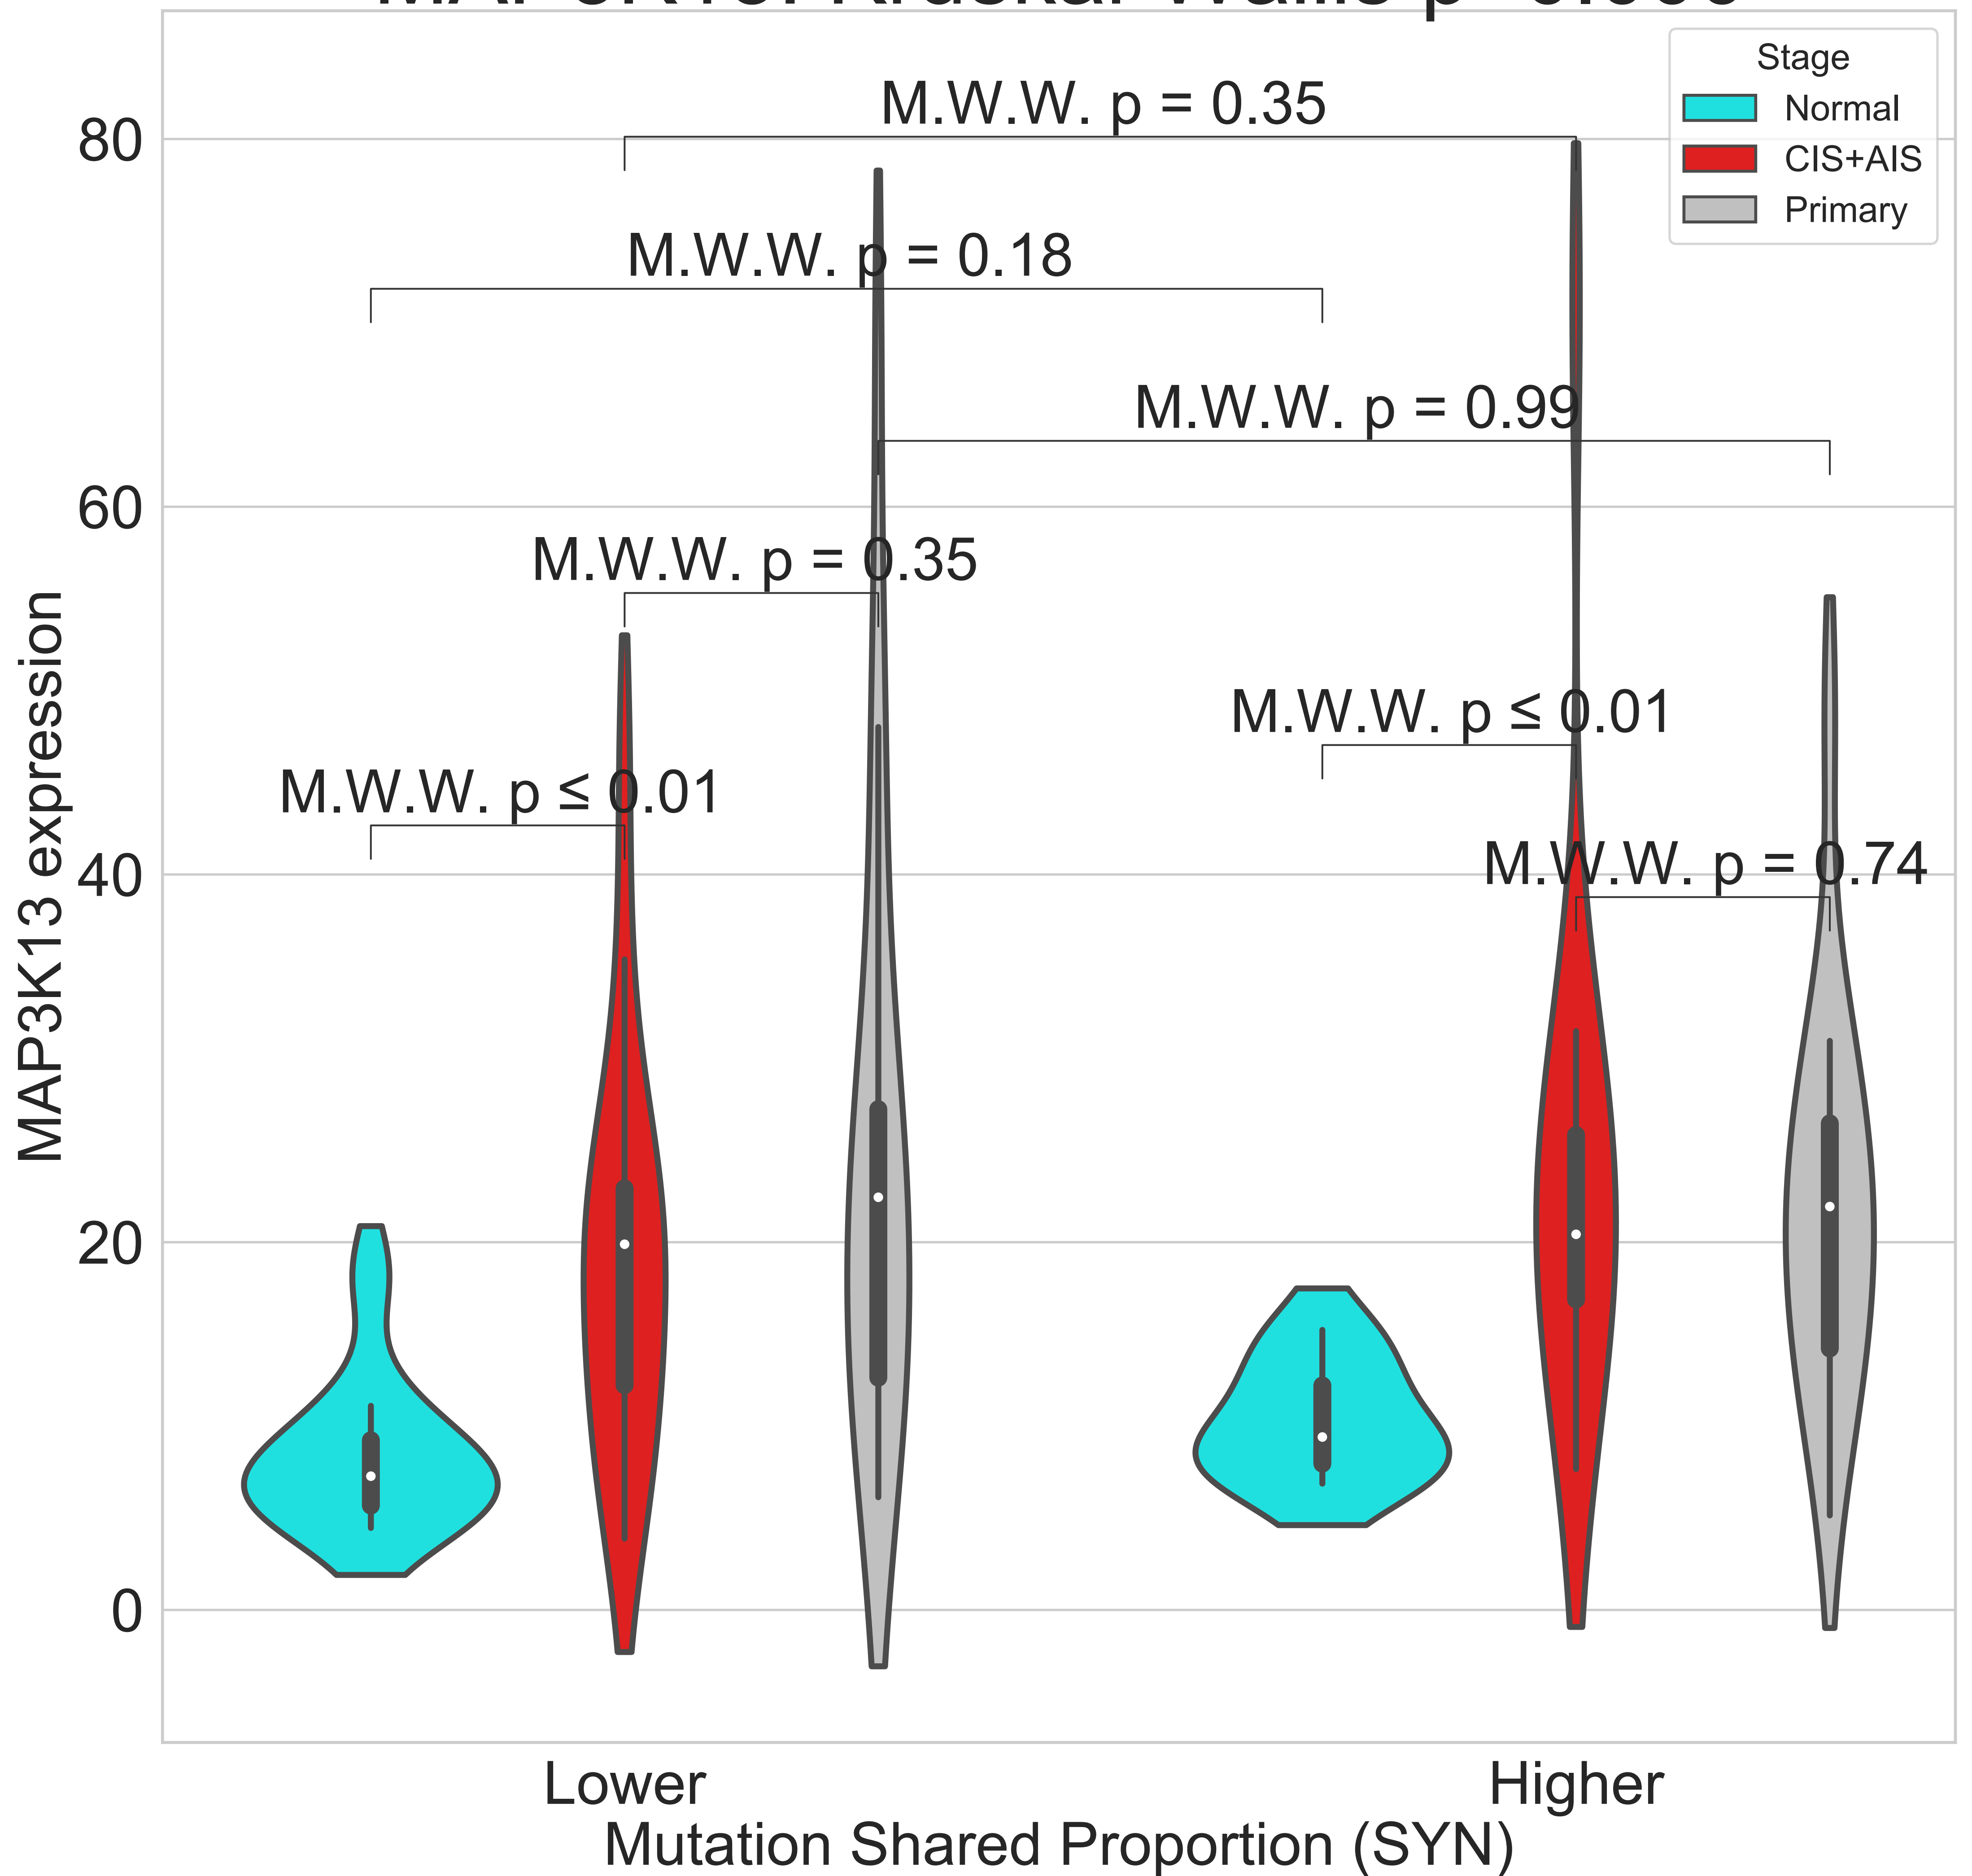 Stage
Normal
CIS+AIS
Primary
M.W.W. p = 0.35
M.W.W. p = 0.18
M.W.W. p = 0.99
M.W.W. p = 0.35
M.W.W. p ≤ 0.01
M.W.W. p ≤ 0.01
M.W.W. p = 0.74
80
60
40
20
0
MAP3K13 expression
Lower
Higher
Mutation Shared Proportion (SYN)